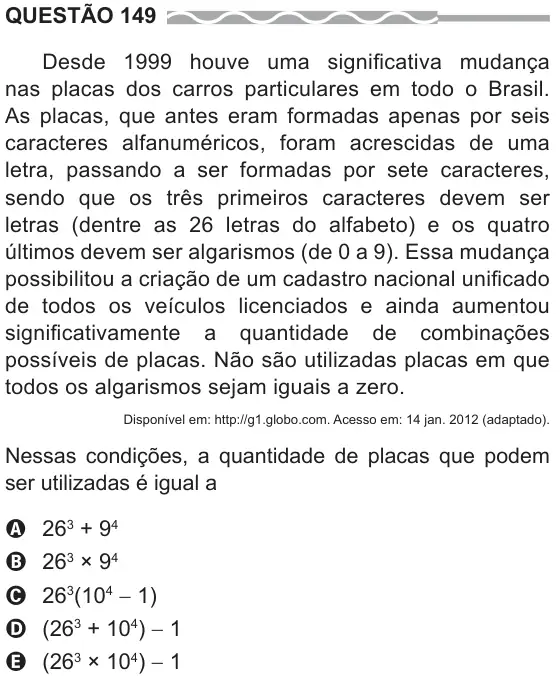 QUESTÃO 149
Desde 1999 houve uma significativa mudança
nas placas dos carros particulares em todo o Brasil.
As placas, que antes eram formadas apenas por seis
caracteres alfanuméricos, foram acrescidas de uma
letra, passando a ser formadas por sete caracteres,
sendo que os três primeiros caracteres devem ser
letras (dentre as 26 letras do alfabeto) e os quatro
últimos devem ser algarismos (de 0 a 9). Essa mudança
possibilitou a criação de um cadastro nacional unificado
de todos os veículos licenciados e ainda aumentou
significativamente a quantidade de combinações
possíveis de placas. Não são utilizadas placas em que
todos os algarismos sejam iguais a zero.
Disponível em: http://g1.globo.com. Acesso em: 14 jan. 2012 (adaptado).
Nessas condições, a quantidade de placas que podem
ser utilizadas é igual a
A 26³ + 9⁴
B 26³ × 9⁴
C 26³(10⁴ – 1)
D (26³ + 10⁴) – 1
E (26³ × 10⁴) – 1